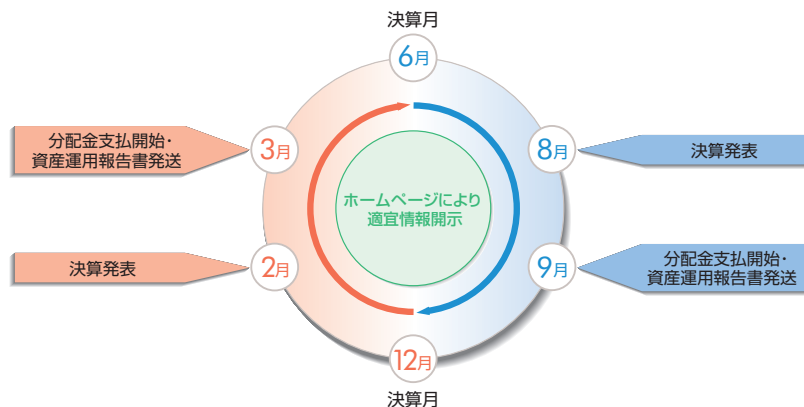 決算月
6月
分配金支払開始・
資産運用報告書発送
3月
8月
決算発表
ホームページにより
適宜情報開示
決算発表
2月
9月
分配金支払開始・
資産運用報告書発送
12月
決算月